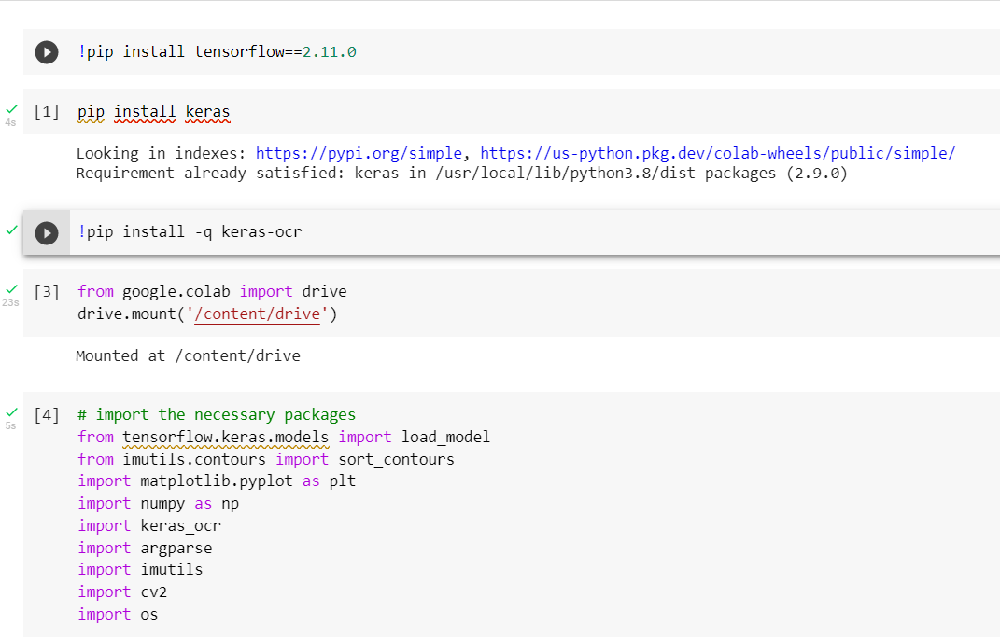 !pip install tensorflow==2.11.0
[1] pip install keras
4s
Looking in indexes: https://pypi.org/simple, https://us-python.pkg.dev/colab-wheels/public/simple/
Requirement already satisfied: keras in /usr/local/lib/python3.8/dist-packages (2.9.0)
!pip install -q keras-ocr
[3] from google.colab import drive
23s
drive.mount('/content/drive')
Mounted at /content/drive
[4] # import the necessary packages
5s
from tensorflow.keras.models import load_model
from imutils.contours import sort_contours
import matplotlib.pyplot as plt
import numpy as np
import keras_ocr
import argparse
import imutils
import cv2
import os